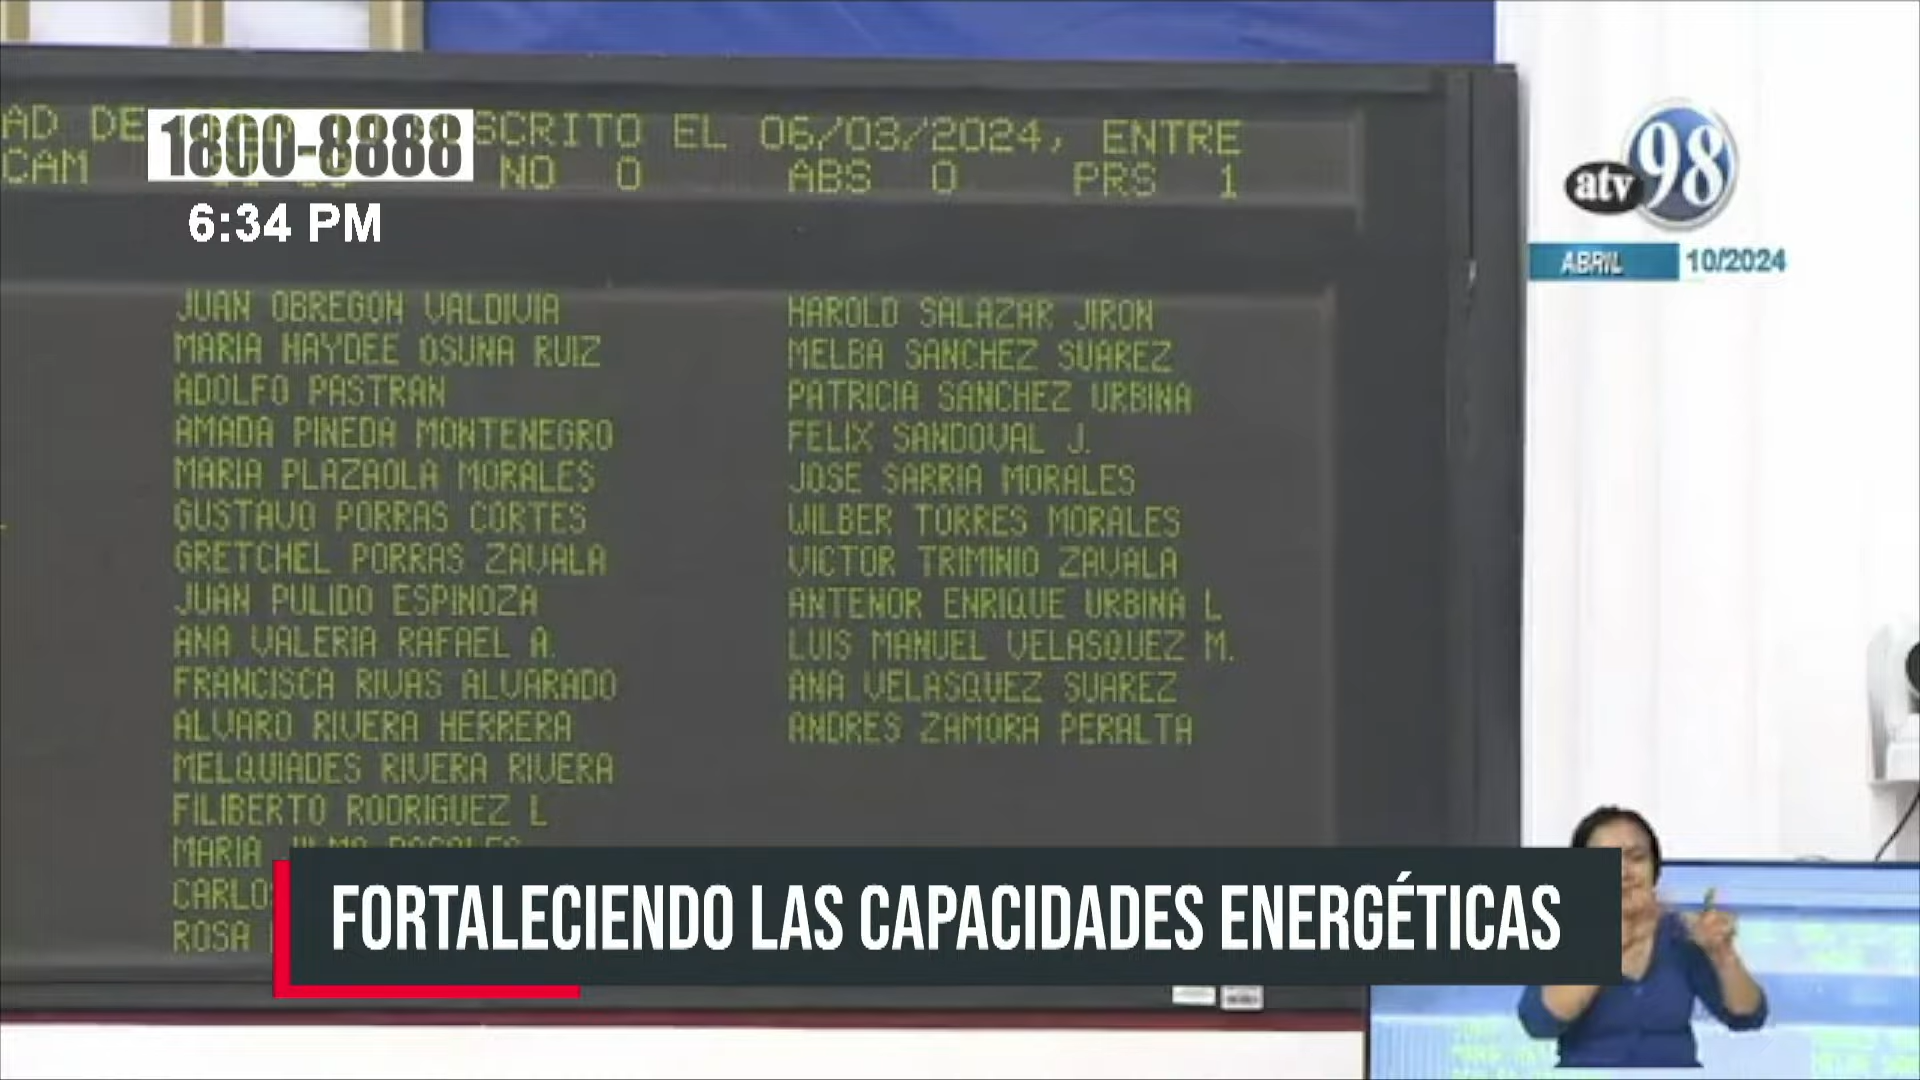 AD DE
1800-8888
SCRITO EL 06/03/2024, ENTRE
CAM
NO 0 ABS 0 PRS 1
6:34 PM
atv 98
ABRIL 10/2024
JUAN OBREGON VALDIVIA
MARIA HAYDEE OSUNA RUIZ
ADOLFO PASTRAN
AMADA PINEDA MONTENEGRO
MARIA PLAZAOLA MORALES
GUSTAVO PORRAS CORTES
GRETCHEL PORRAS ZAVALA
JUAN PULIDO ESPINOZA
ANA VALERIA RAFAEL A.
FRANCISCA RIVAS ALVARADO
ALVARO RIVERA HERRERA
MELQUIADES RIVERA RIVERA
FILIBERTO RODRIGUEZ L
MARIA
CARLOS
ROSA
HAROLD SALAZAR JIRON
MELBA SANCHEZ SUAREZ
PATRICIA SANCHEZ URBINA
FELIX SANDOVAL J.
JOSE SARRIA MORALES
WILBER TORRES MORALES
VICTOR TRIMINIO ZAVALA
ANTENOR ENRIQUE URBINA L
LUIS MANUEL VELASQUEZ M.
ANA VELASQUEZ SUAREZ
ANDRES ZAMORA PERALTA
FORTALECIENDO LAS CAPACIDADES ENERGÉTICAS